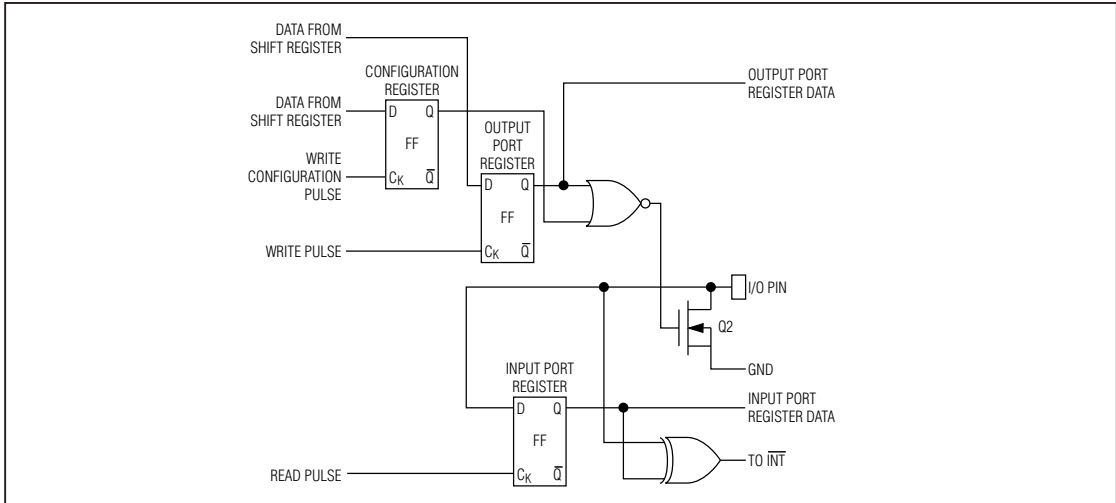 DATA FROM
SHIFT REGISTER
CONFIGURATION
REGISTER
DATA FROM
SHIFT REGISTER
D Q
FF
WRITE
CONFIGURATION
PULSE
CK Q̅
OUTPUT
PORT
REGISTER
D Q
FF
CK Q̅
WRITE PULSE
OUTPUT PORT
REGISTER DATA
I/O PIN
Q2
GND
INPUT PORT
REGISTER
D Q
FF
CK Q̅
READ PULSE
INPUT PORT
REGISTER DATA
TO I̅N̅T̅